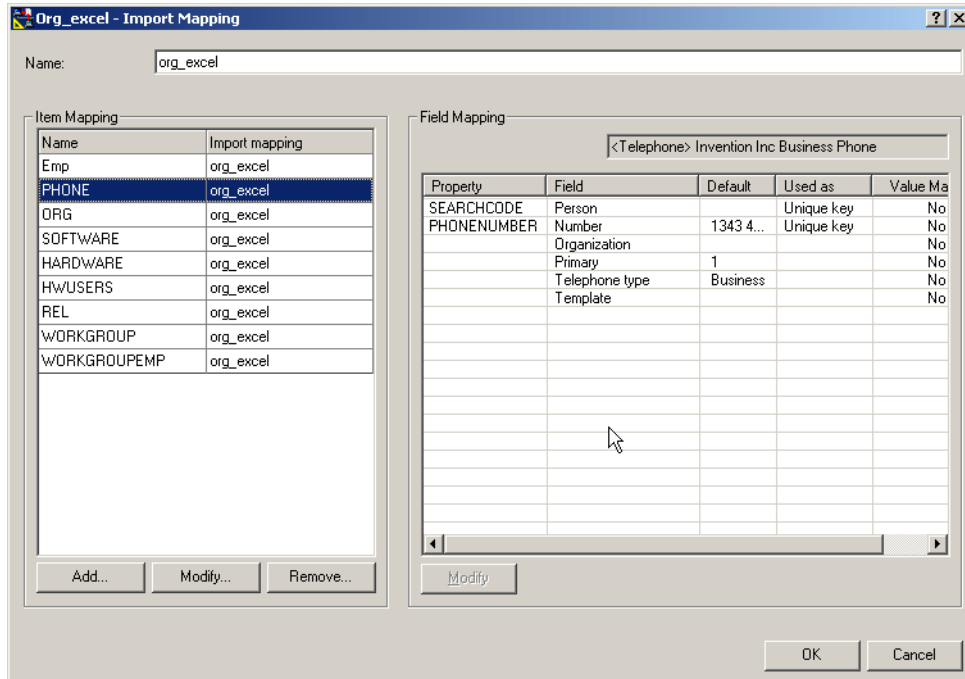 Org_excel - Import Mapping
Name: org_excel
Item Mapping
Name Import mapping
Emp org_excel
PHONE org_excel
ORG org_excel
SOFTWARE org_excel
HARDWARE org_excel
HWUSERS org_excel
REL org_excel
WORKGROUP org_excel
WORKGROUPEMP org_excel
Add... Modify... Remove...
Field Mapping
<Telephone> Invention Inc Business Phone
Property Field Default Used as Value Ma
SEARCHCODE Person Unique key No
PHONENUMBER Number 1343 4... Unique key No
Organization No
Primary 1 No
Telephone type Business No
Template No
Modify
OK Cancel